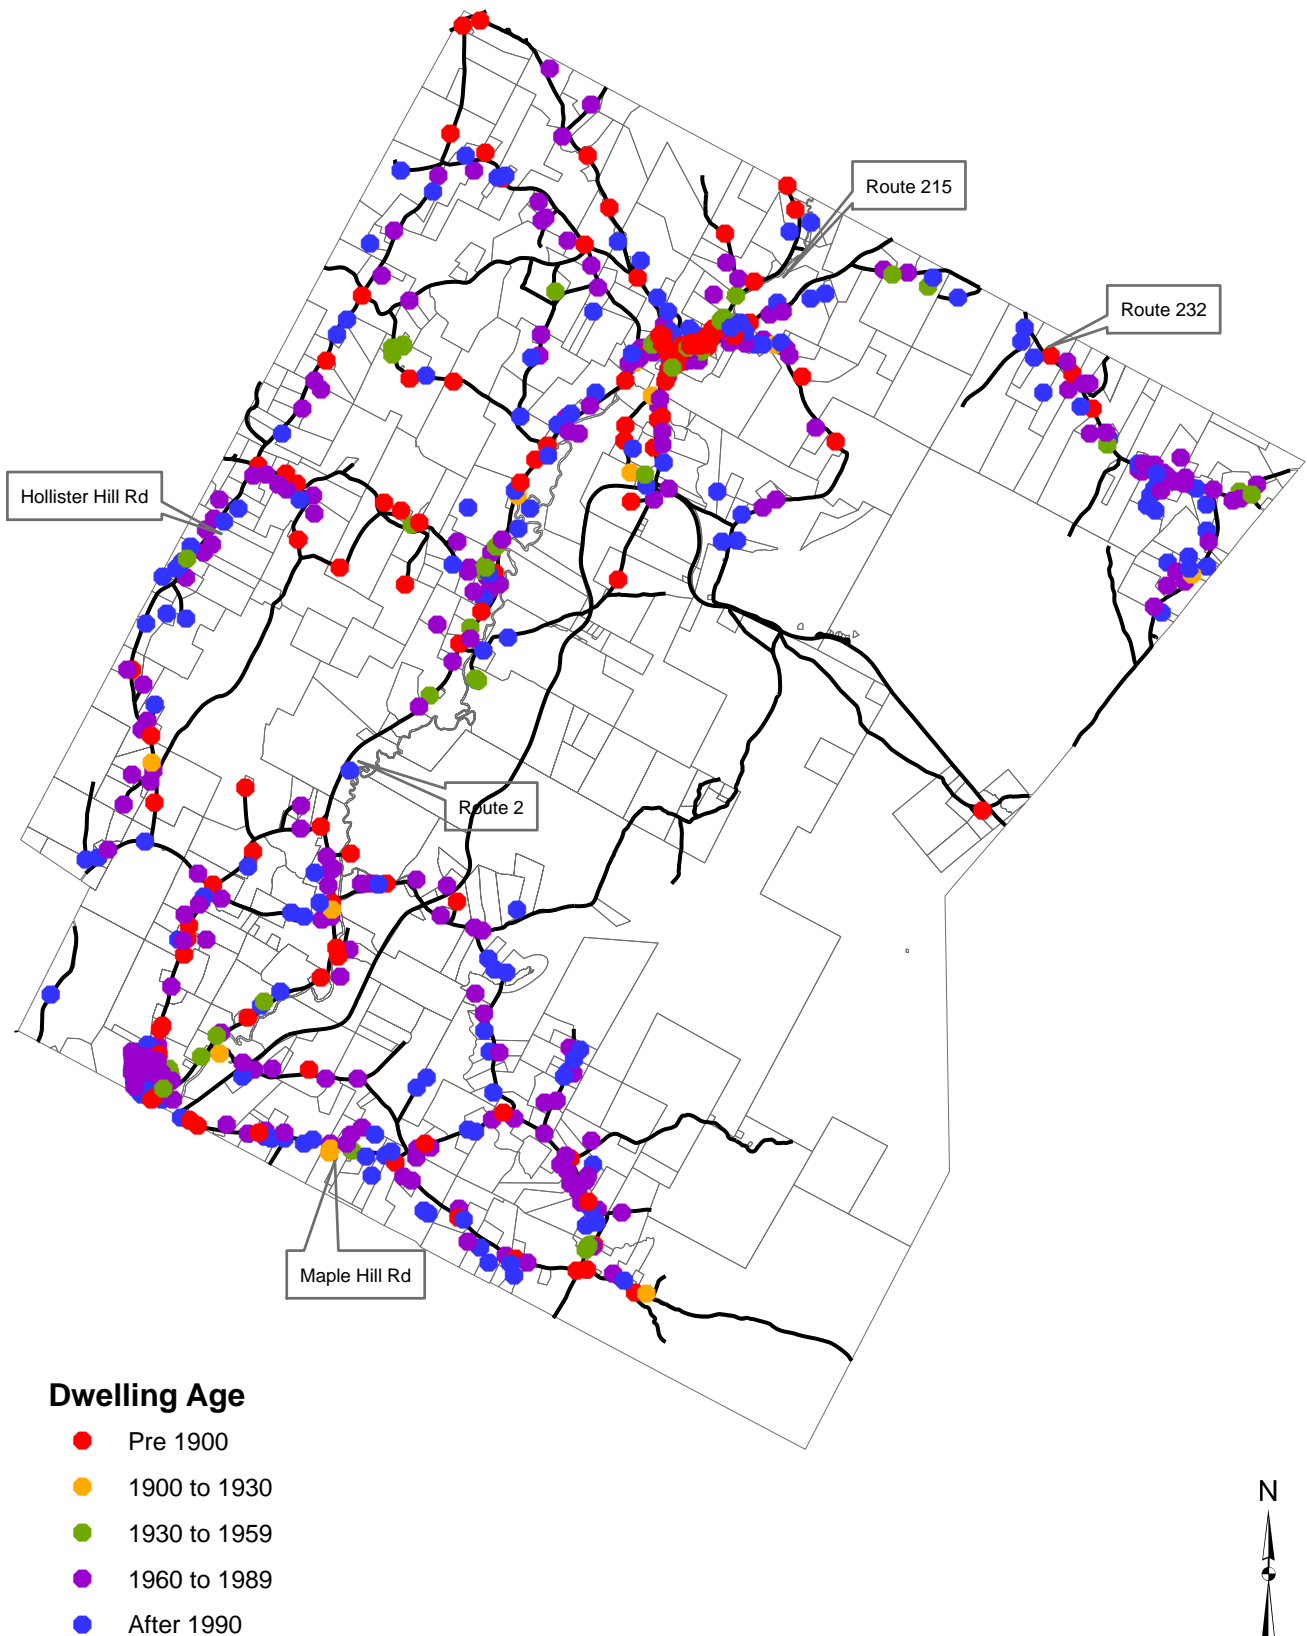 Route 215
Route 232
Hollister Hill Rd
Route 2
Maple Hill Rd
Dwelling Age
Pre 1900
1900 to 1930
1930 to 1959
1960 to 1989
After 1990
N